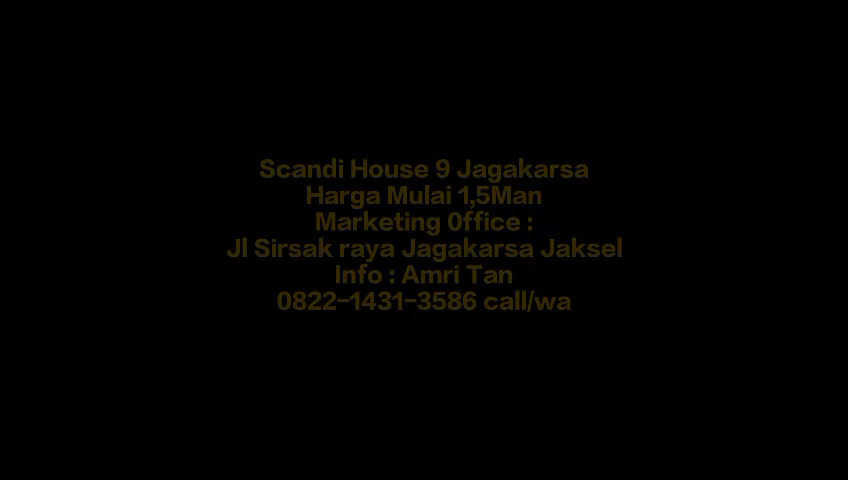 Scandi House 9 Jagakarsa
Harga Mulai 1,5Man
Marketing 0ffice :
Jl Sirsak raya Jagakarsa Jaksel
Info : Amri Tan
0822-1431-3586 call/wa